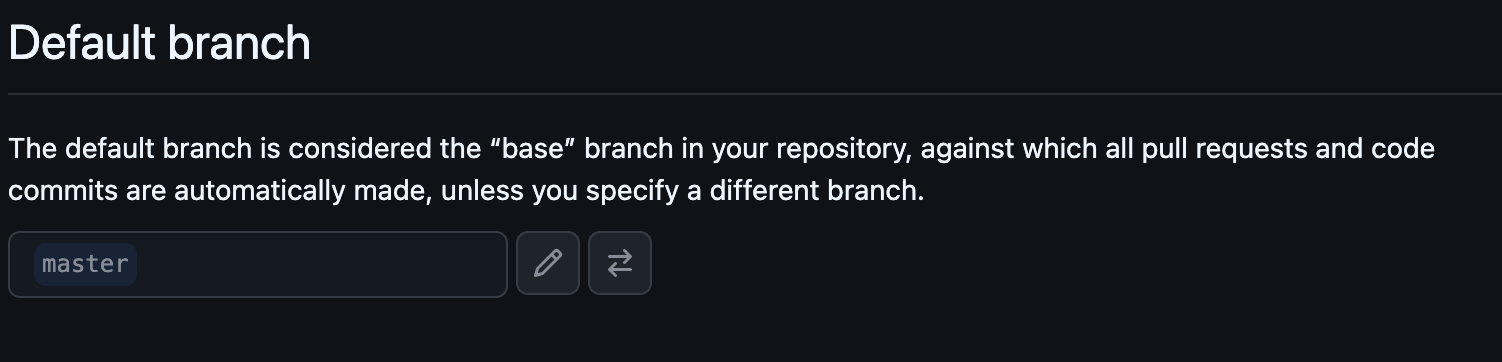 Default branch
The default branch is considered the “base” branch in your repository, against which all pull requests and code
commits are automatically made, unless you specify a different branch.
master